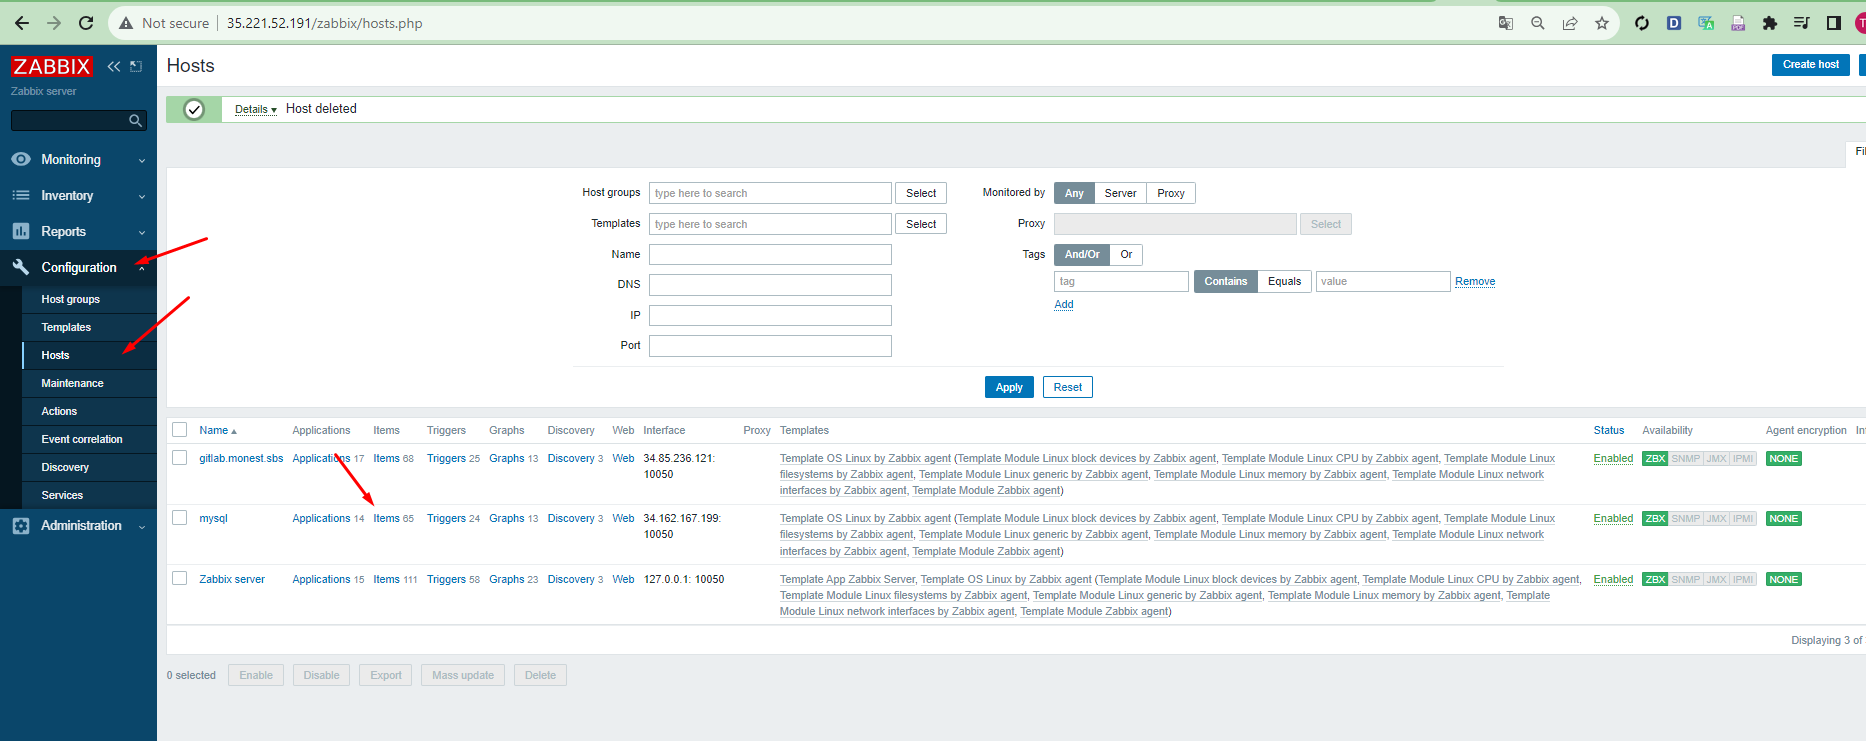 Not secure | 35.221.52.191/zabbix/hosts.php
ZABBIX
Zabbix server
Monitoring
Inventory
Reports
Configuration
Host groups
Templates
Hosts
Maintenance
Actions
Event correlation
Discovery
Services
Administration
Hosts
Create host
Details Host deleted
Host groups type here to search Select
Templates type here to search Select
Name
DNS
IP
Port
Monitored by Any Server Proxy
Proxy Select
Tags And/Or Or
tag Contains Equals value Remove
Add
Apply Reset
Name Applications Items Triggers Graphs Discovery Web Interface Proxy Templates Status Availability Agent encryption
gitlab.monest.sbs Applications 17 Items 68 Triggers 25 Graphs 13 Discovery 3 Web 34.85.236.121: Template OS Linux by Zabbix agent (Template Module Linux block devices by Zabbix agent, Template Module Linux CPU by Zabbix agent, Template Module Linux Enabled ZBX SNMP JMX IPMI NONE
10050 filesystems by Zabbix agent, Template Module Linux generic by Zabbix agent, Template Module Linux memory by Zabbix agent, Template Module Linux network
interfaces by Zabbix agent, Template Module Zabbix agent)
mysql Applications 14 Items 65 Triggers 24 Graphs 13 Discovery 3 Web 34.162.167.199: Template OS Linux by Zabbix agent (Template Module Linux block devices by Zabbix agent, Template Module Linux CPU by Zabbix agent, Template Module Linux Enabled ZBX SNMP JMX IPMI NONE
10050 filesystems by Zabbix agent, Template Module Linux generic by Zabbix agent, Template Module Linux memory by Zabbix agent, Template Module Linux network
interfaces by Zabbix agent, Template Module Zabbix agent)
Zabbix server Applications 15 Items 111 Triggers 58 Graphs 23 Discovery 3 Web 127.0.0.1: 10050 Template App Zabbix Server, Template OS Linux by Zabbix agent (Template Module Linux block devices by Zabbix agent, Template Module Linux CPU by Zabbix agent, Enabled ZBX SNMP JMX IPMI NONE
Template Module Linux filesystems by Zabbix agent, Template Module Linux generic by Zabbix agent, Template Module Linux memory by Zabbix agent, Template
Module Linux network interfaces by Zabbix agent, Template Module Zabbix agent)
Displaying 3 of
0 selected Enable Disable Export Mass update Delete